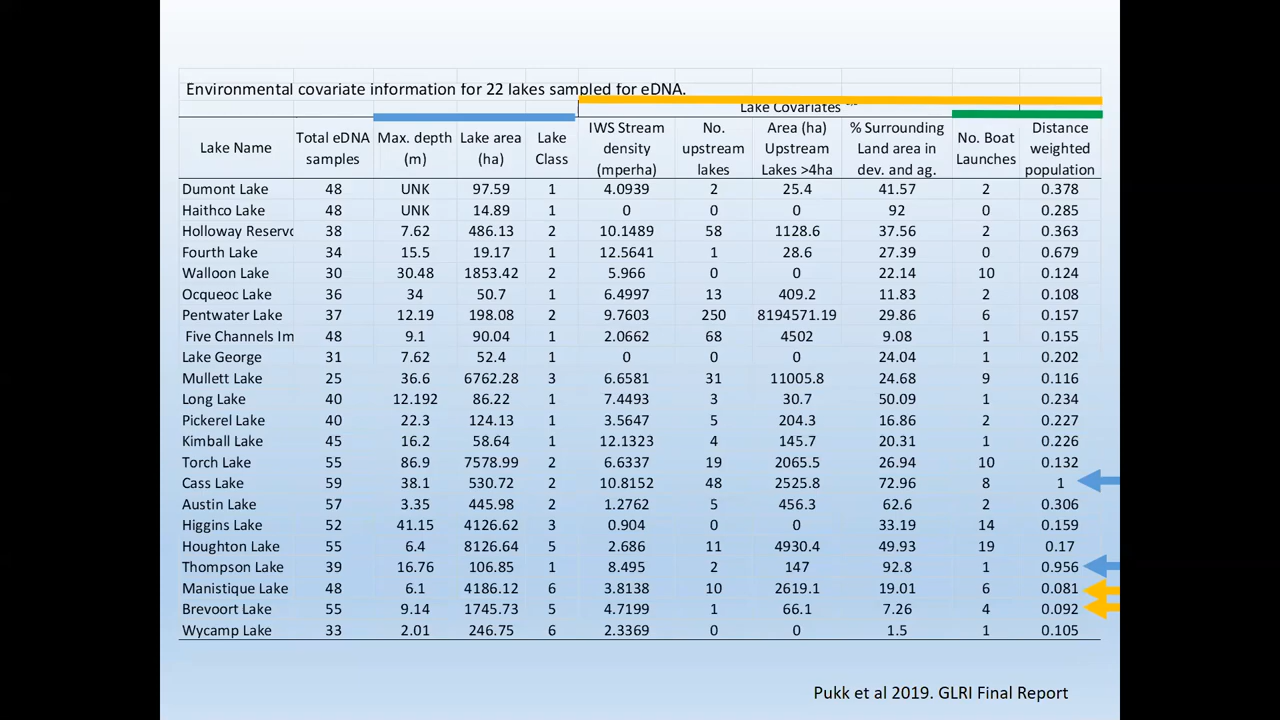 Environmental covariate information for 22 lakes sampled for eDNA.
Lake Covariates
Lake Name Total eDNA samples Max. depth (m) Lake area (ha) Lake Class IWS Stream density (mperha) No. upstream lakes Area (ha) Upstream Lakes >4ha % Surrounding Land area in dev. and ag. No. Boat Launches Distance weighted population
Dumont Lake 48 UNK 97.59 1 4.0939 2 25.4 41.57 2 0.378
Haithco Lake 48 UNK 14.89 1 0 0 0 92 0 0.285
Holloway Reservo 38 7.62 486.13 2 10.1489 58 1128.6 37.56 2 0.363
Fourth Lake 34 15.5 19.17 1 12.5641 1 28.6 27.39 0 0.679
Walloon Lake 30 30.48 1853.42 2 5.966 0 0 22.14 10 0.124
Ocqueoc Lake 36 34 50.7 1 6.4997 13 409.2 11.83 2 0.108
Pentwater Lake 37 12.19 198.08 2 9.7603 250 8194571.19 29.86 6 0.157
Five Channels Im 48 9.1 90.04 1 2.0662 68 4502 9.08 1 0.155
Lake George 31 7.62 52.4 1 0 0 0 24.04 1 0.202
Mullett Lake 25 36.6 6762.28 3 6.6581 31 11005.8 24.68 9 0.116
Long Lake 40 12.192 86.22 1 7.4493 3 30.7 50.09 1 0.234
Pickerel Lake 40 22.3 124.13 1 3.5647 5 204.3 16.86 2 0.227
Kimball Lake 45 16.2 58.64 1 12.1323 4 145.7 20.31 1 0.226
Torch Lake 55 86.9 7578.99 2 6.6337 19 2065.5 26.94 10 0.132
Cass Lake 59 38.1 530.72 2 10.8152 48 2525.8 72.96 8 1
Austin Lake 57 3.35 445.98 2 1.2762 5 456.3 62.6 2 0.306
Higgins Lake 52 41.15 4126.62 3 0.904 0 0 33.19 14 0.159
Houghton Lake 55 6.4 8126.64 5 2.686 11 4930.4 49.93 19 0.17
Thompson Lake 39 16.76 106.85 1 8.495 2 147 92.8 1 0.956
Manistique Lake 48 6.1 4186.12 6 3.8138 10 2619.1 19.01 6 0.081
Brevoort Lake 55 9.14 1745.73 5 4.7199 1 66.1 7.26 4 0.092
Wycamp Lake 33 2.01 246.75 6 2.3369 0 0 1.5 1 0.105
Pukk et al 2019. GLRI Final Report